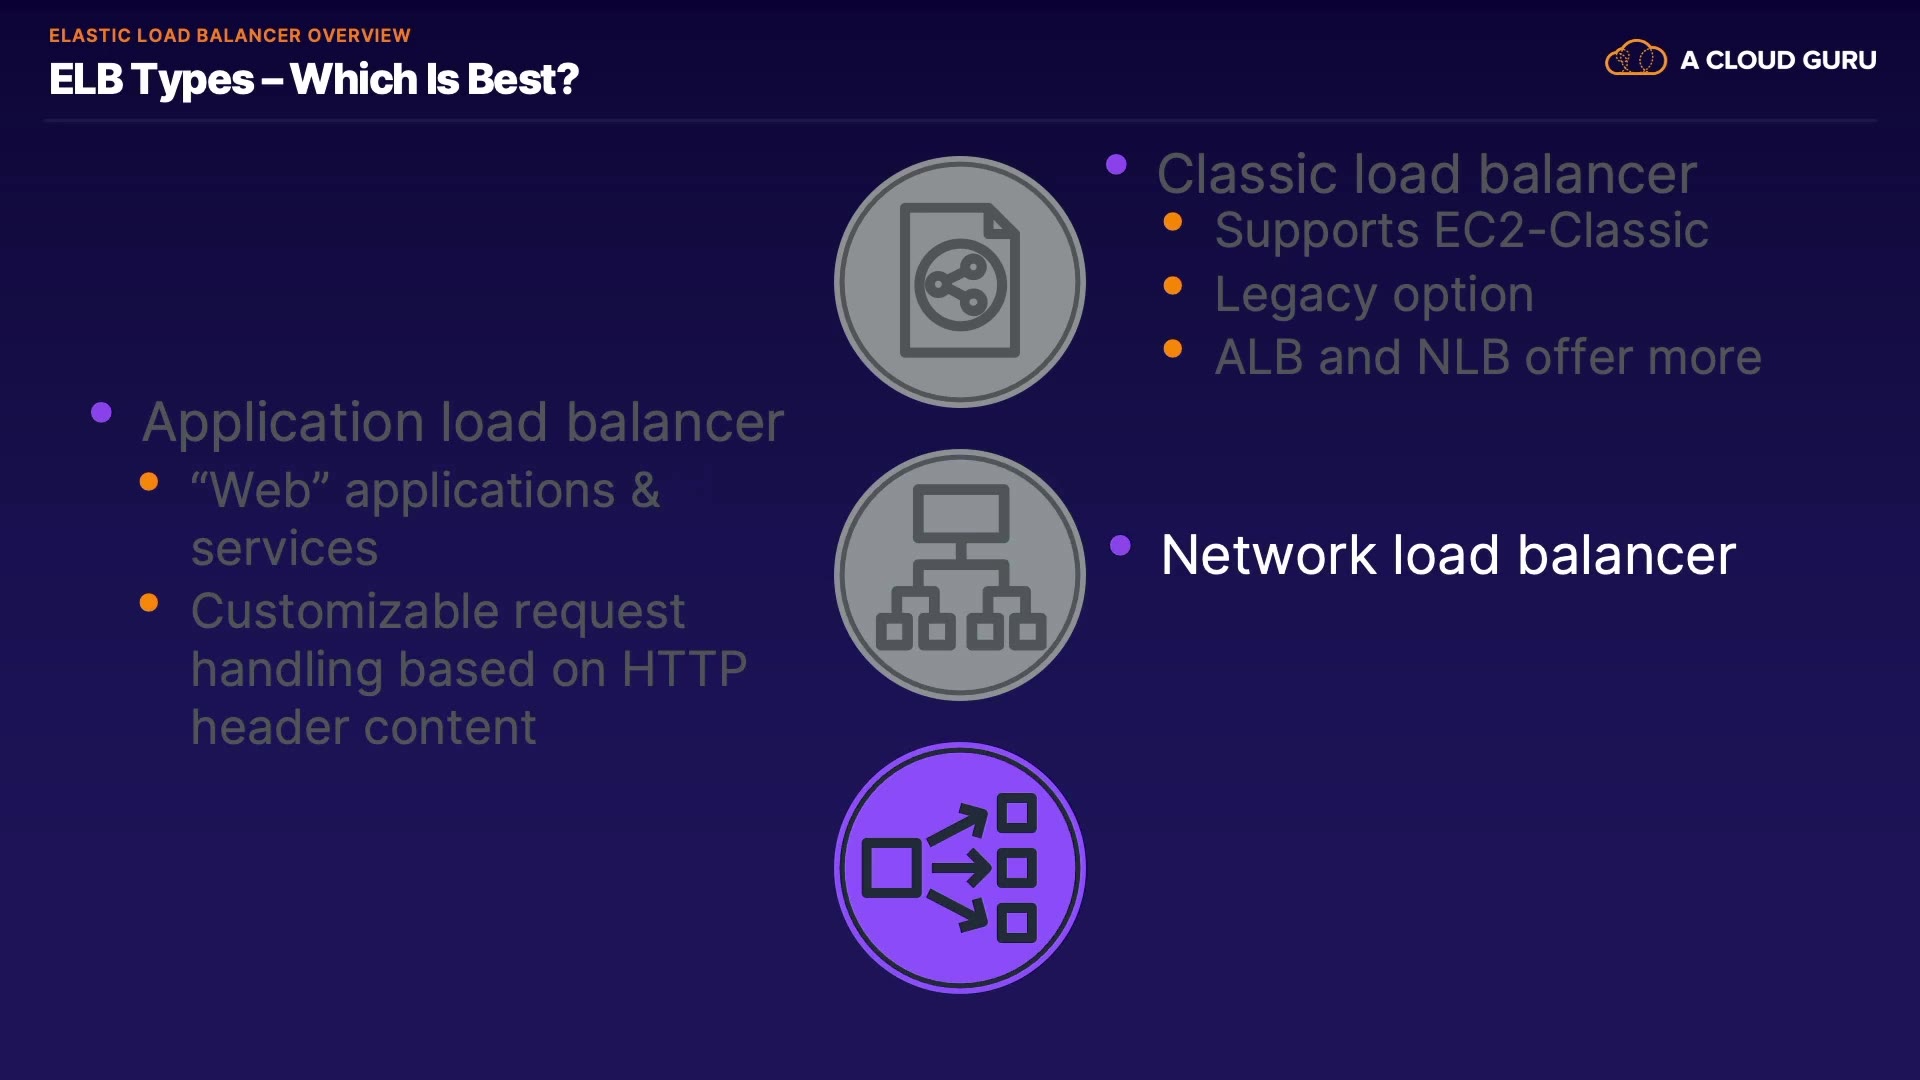 ELASTIC LOAD BALANCER OVERVIEW
ELB Types – Which Is Best?
A CLOUD GURU
Classic load balancer
Supports EC2-Classic
Legacy option
ALB and NLB offer more
Application load balancer
“Web” applications &
services
Customizable request
handling based on HTTP
header content
Network load balancer